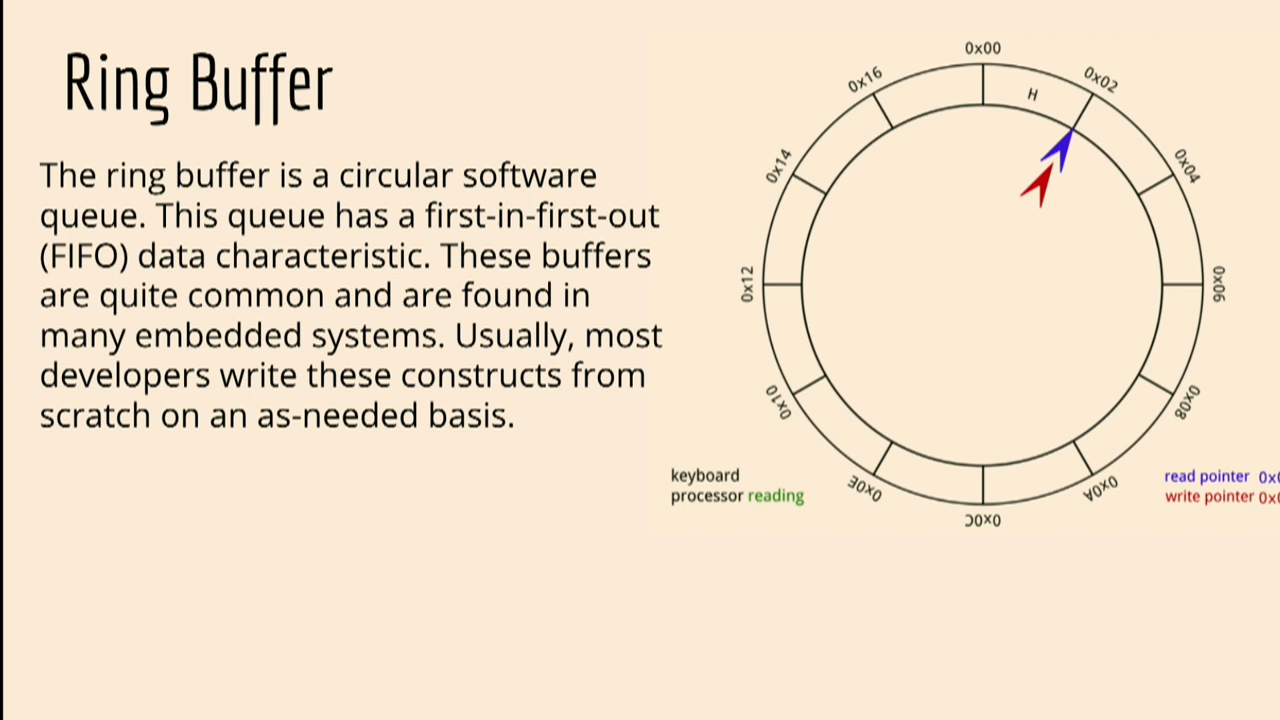 Ring Buffer
The ring buffer is a circular software
queue. This queue has a first-in-first-out
(FIFO) data characteristic. These buffers
are quite common and are found in
many embedded systems. Usually, most
developers write these constructs from
scratch on an as-needed basis.
0x00
0x02
0x04
0x06
0x08
0x0A
0x0C
0x0E
0x10
0x12
0x14
0x16
H
keyboard
processor reading
read pointer
write pointer